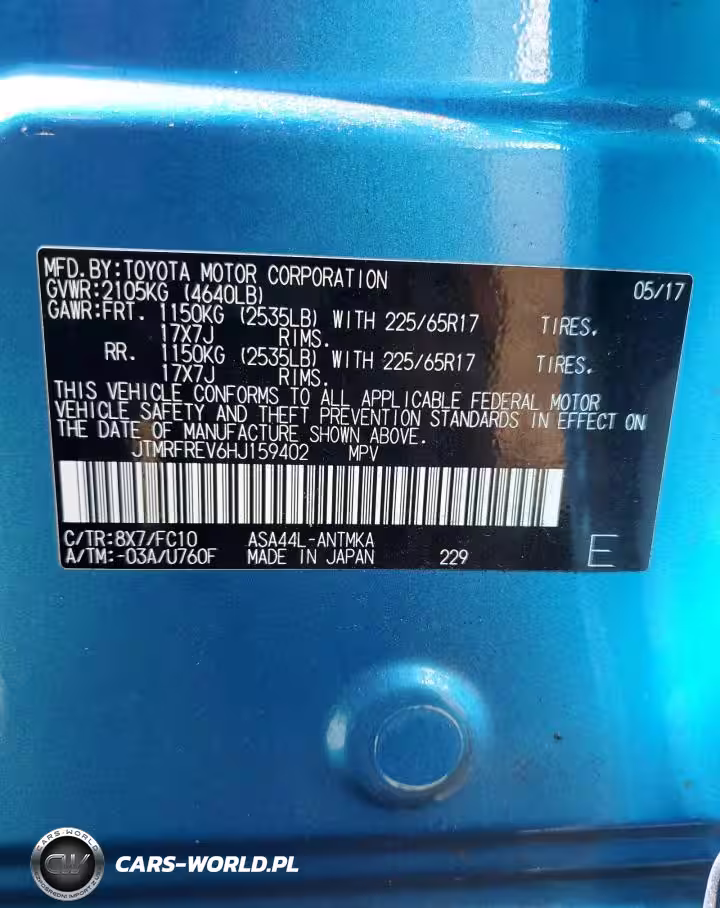 MFD.BY:TOYOTA MOTOR CORPORATION 05/17
GVWR:2105KG (4640LB)
GAWR:FRT. 1150KG (2535LB) WITH 225/65R17 TIRES.
17X7J RIMS.
RR. 1150KG (2535LB) WITH 225/65R17 TIRES.
17X7J RIMS.
THIS VEHICLE CONFORMS TO ALL APPLICABLE FEDERAL MOTOR
VEHICLE SAFETY AND THEFT PREVENTION STANDARDS IN EFFECT ON
THE DATE OF MANUFACTURE SHOWN ABOVE.
JTMRFREV6HJ159402 MPV
C/TR:8X7/FC10 ASA44L-ANTMKA
A/TM:-03A/U760F MADE IN JAPAN 229 E
CARS-WORLD
CW
CARS-WORLD.PL